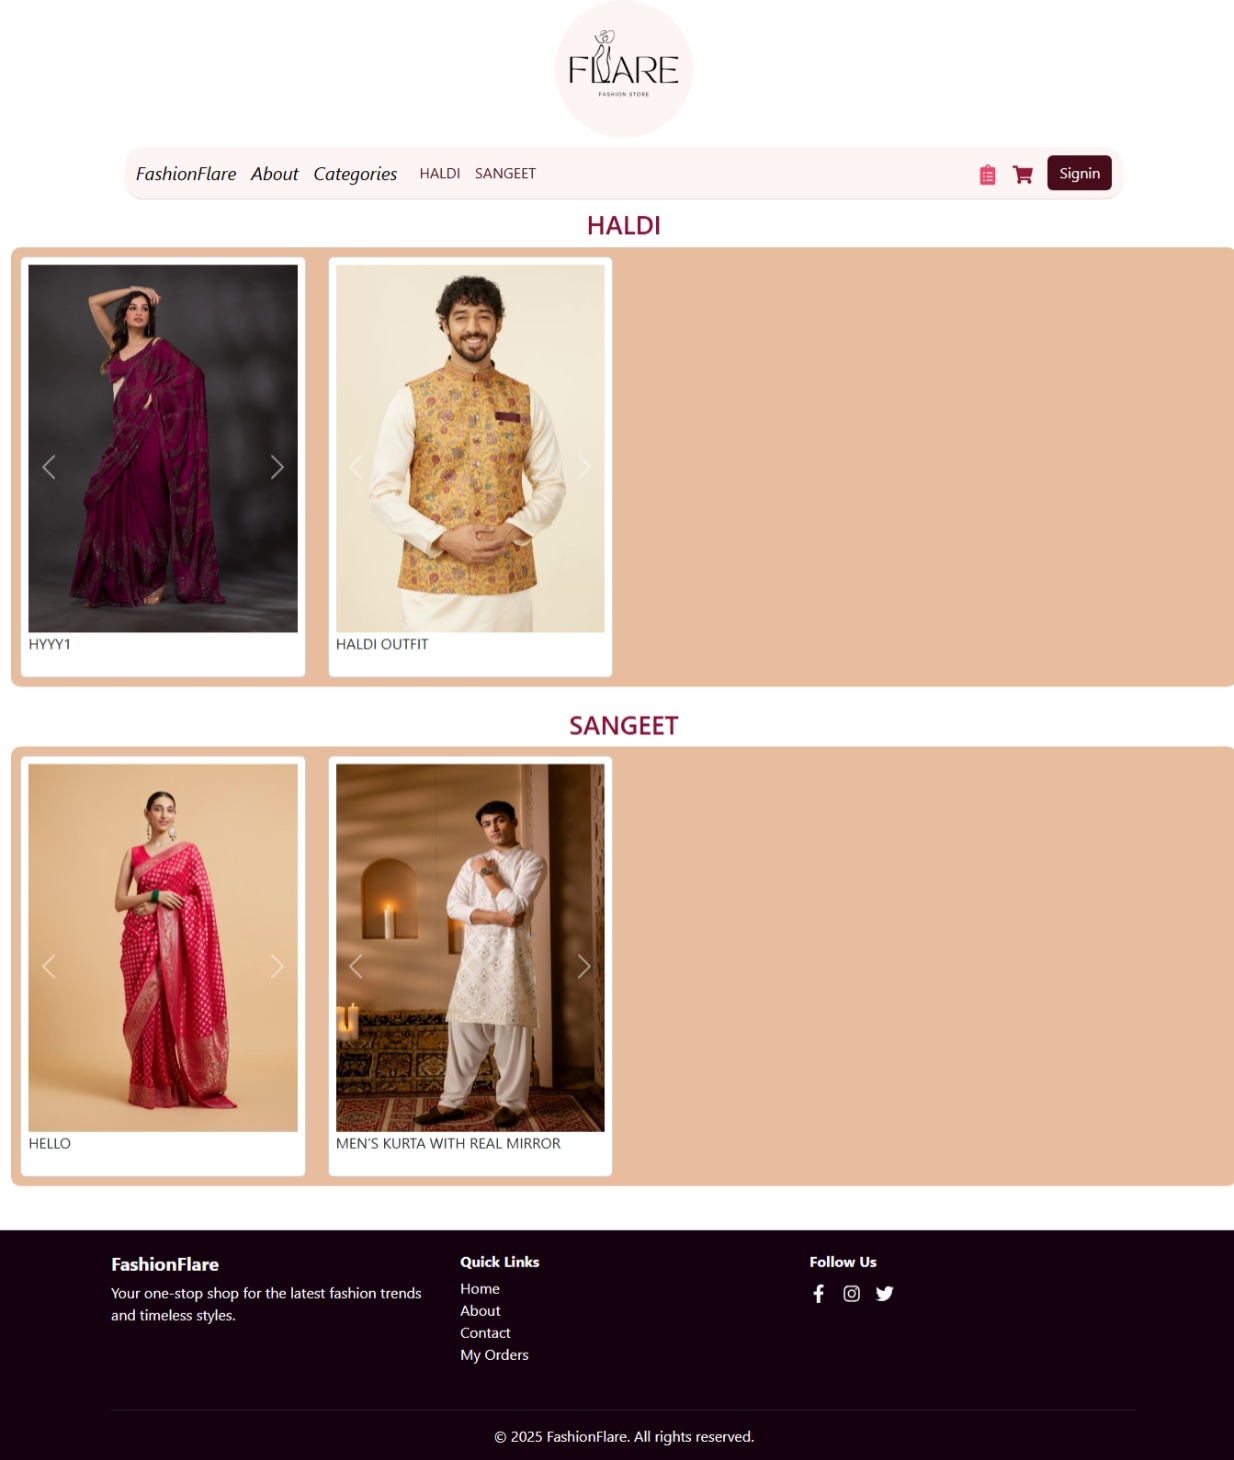 FLARE
FASHION STORE
FashionFlare About Categories HALDI SANGEET Signin
HALDI
HYYY1 HALDI OUTFIT
SANGEET
HELLO MEN'S KURTA WITH REAL MIRROR
FashionFlare Quick Links Follow Us
Your one-stop shop for the latest fashion trends Home
and timeless styles. About
Contact
My Orders
© 2025 FashionFlare. All rights reserved.